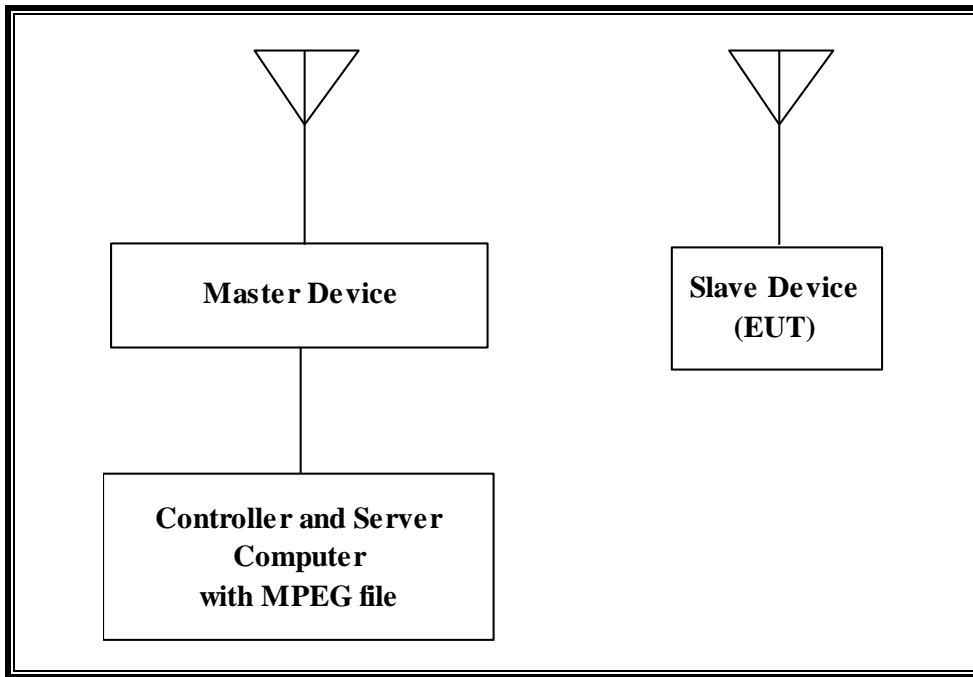 Master Device
Slave Device
(EUT)
Controller and Server
Computer
with MPEG file